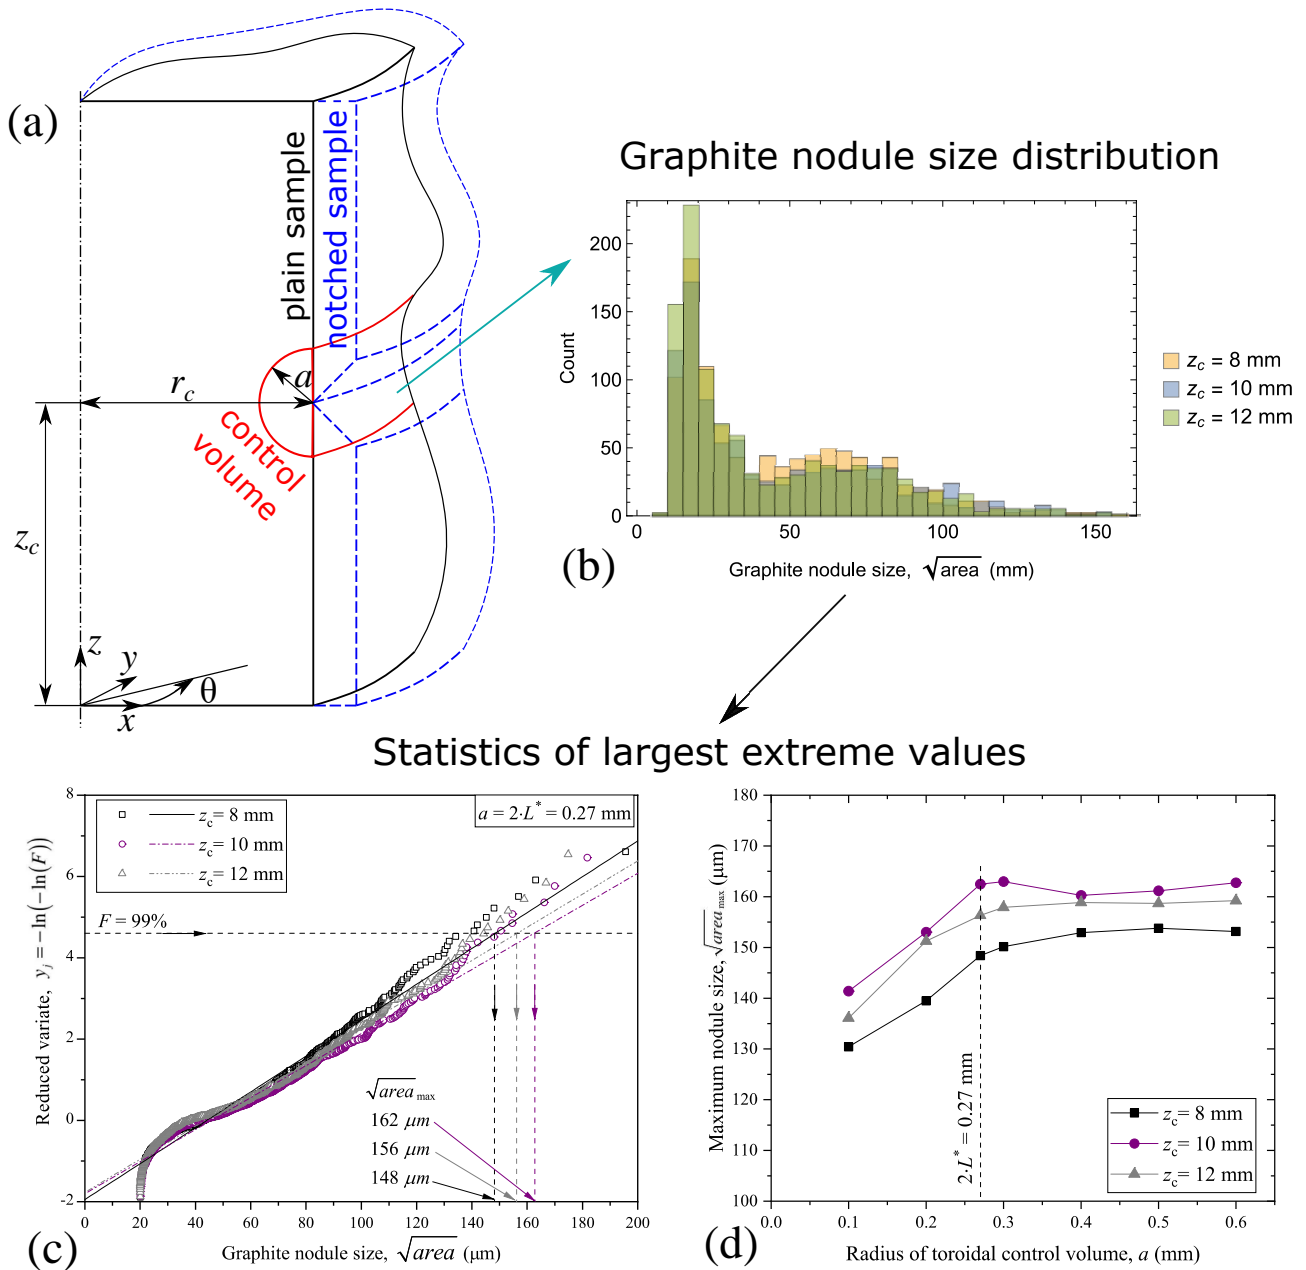 (a)
plain sample
notched sample
a
r_c
control
volume
z_c
z
y
θ
x
Graphite nodule size distribution
Count
200
150
100
50
0
0
50
100
150
z_c = 8 mm
z_c = 10 mm
z_c = 12 mm
(b)
Graphite nodule size, √area (mm)
Statistics of largest extreme values
Reduced variate, y_j = −ln(−ln(F))
8
6
4
2
0
-2
z_c= 8 mm
z_c= 10 mm
z_c= 12 mm
a = 2·L* = 0.27 mm
F = 99%
√area_max
162 μm
156 μm
148 μm
0
20
40
60
80
100
120
140
160
180
200
(c)
Graphite nodule size, √area (μm)
Maximum nodule size, √area_max (μm)
180
170
160
150
140
130
120
110
100
2·L* = 0.27 mm
z_c= 8 mm
z_c= 10 mm
z_c= 12 mm
0.0
0.1
0.2
0.3
0.4
0.5
0.6
(d)
Radius of toroidal control volume, a (mm)